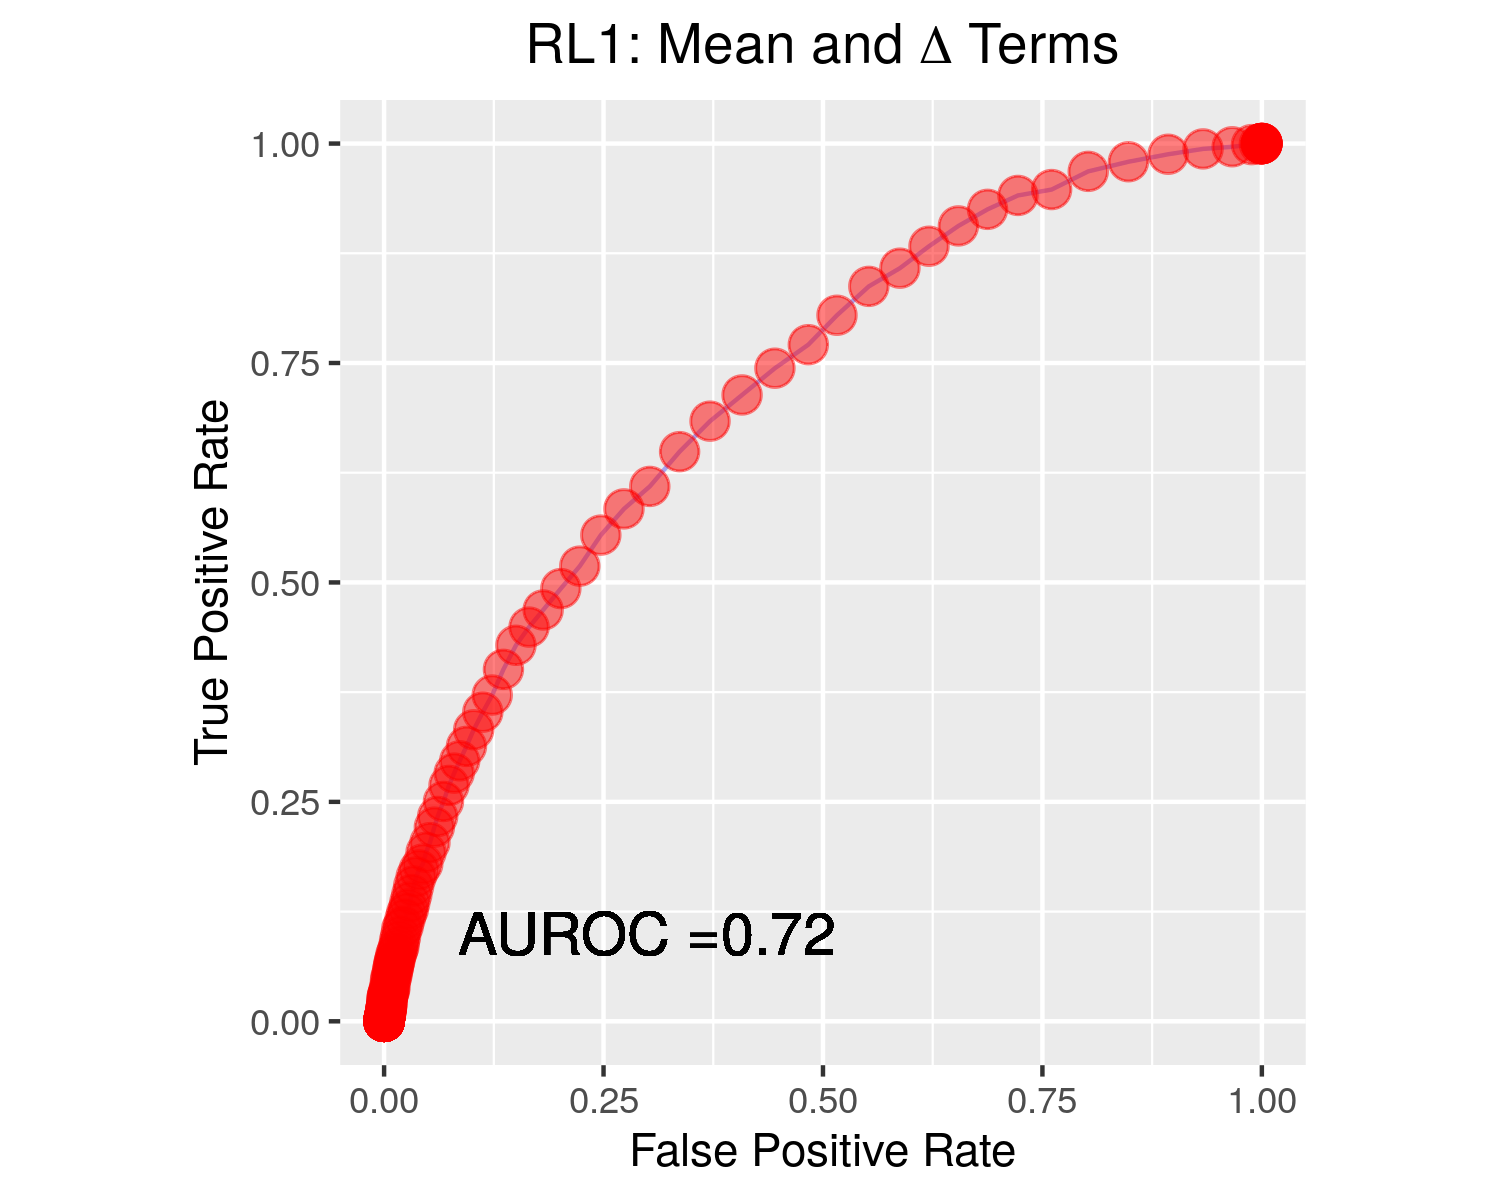 RL1: Mean and Δ Terms
True Positive Rate
1.00
0.75
0.50
0.25
0.00
AUROC =0.72
0.00 0.25 0.50 0.75 1.00
False Positive Rate